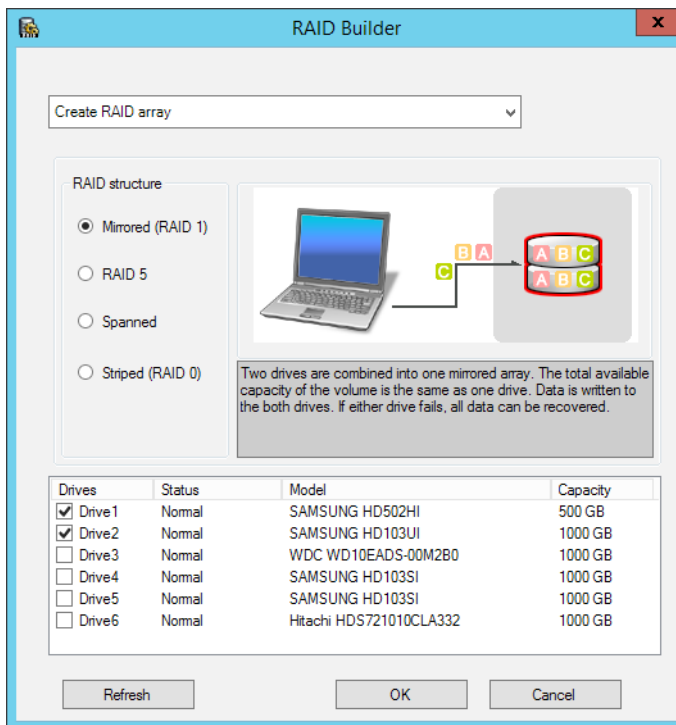 RAID Builder
x
Create RAID array
RAID structure
Mirrored (RAID 1)
RAID 5
Spanned
Striped (RAID 0)
B A
C
A B C
A B C
Two drives are combined into one mirrored array. The total available
capacity of the volume is the same as one drive. Data is written to
the both drives. If either drive fails, all data can be recovered.
Drives Status Model Capacity
Drive1 Normal SAMSUNG HD502HI 500 GB
Drive2 Normal SAMSUNG HD103UI 1000 GB
Drive3 Normal WDC WD10EADS-00M2B0 1000 GB
Drive4 Normal SAMSUNG HD103SI 1000 GB
Drive5 Normal SAMSUNG HD103SI 1000 GB
Drive6 Normal Hitachi HDS721010CLA332 1000 GB
Refresh OK Cancel